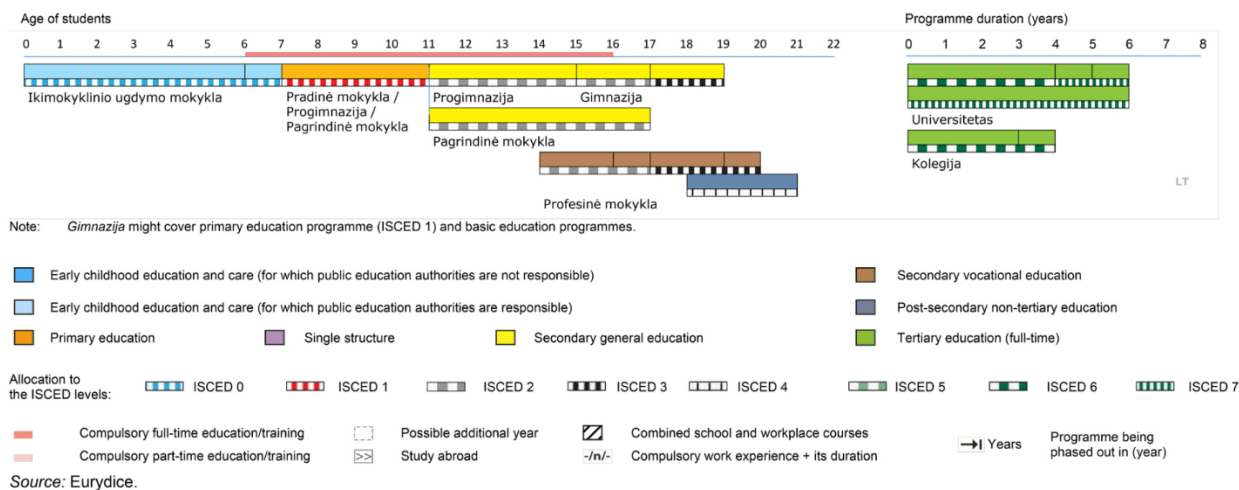 Age of students
Programme duration (years)
0 1 2 3 4 5 6 7 8 9 10 11 12 13 14 15 16 17 18 19 20 21 22
0 1 2 3 4 5 6 7 8
Ikimokyklinio ugdymo mokykla
Pradinė mokykla /
Progimnazija /
Pagrindinė mokykla
Progimnazija
Gimnazija
Pagrindinė mokykla
Profesinė mokykla
Universitetas
Kolegija
LT
Note: Gimnazija might cover primary education programme (ISCED 1) and basic education programmes.
Early childhood education and care (for which public education authorities are not responsible)
Secondary vocational education
Early childhood education and care (for which public education authorities are responsible)
Post-secondary non-tertiary education
Primary education
Single structure
Secondary general education
Tertiary education (full-time)
Allocation to
the ISCED levels:
ISCED 0
ISCED 1
ISCED 2
ISCED 3
ISCED 4
ISCED 5
ISCED 6
ISCED 7
Compulsory full-time education/training
Possible additional year
Combined school and workplace courses
Years
Programme being
phased out in (year)
Compulsory part-time education/training
>> Study abroad
-/n/- Compulsory work experience + its duration
Source: Eurydice.